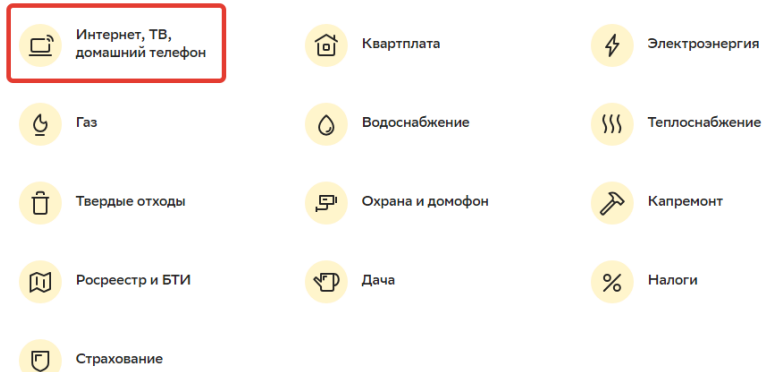 Интернет, ТВ,
домашний телефон
Квартплата
Электроэнергия
Газ
Водоснабжение
Теплоснабжение
Твердые отходы
Охрана и домофон
Капремонт
Росреестр и БТИ
Дача
Налоги
Страхование